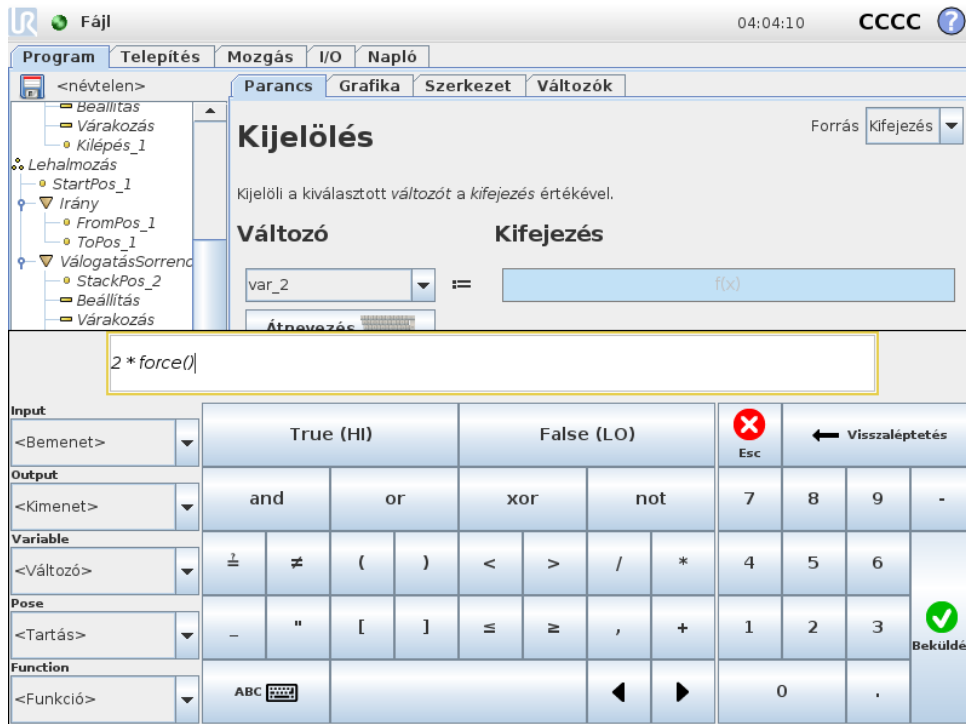 UR Fájl 04:04:10 CCCC ?
Program Telepítés Mozgás I/O Napló
<névtelen> Parancs Grafika Szerkezet Változók
Beállítás
Várakozás
Kilépés_1
Lehalmozás
StartPos_1
Irány
FromPos_1
ToPos_1
VálogatásSorrend
StackPos_2
Beállítás
Várakozás
Kijelölés
Forrás Kifejezés
Kijelöli a kiválasztott változót a kifejezés értékével.
Változó Kifejezés
var_2 := f(x)
Átnevezés
2 * force()
Input
<Bemenet> True (HI) False (LO) Esc Visszaléptetés
Output
<Kimenet> and or xor not 7 8 9 -
Variable
<Változó> ≟ ≠ ( ) < > / * 4 5 6
Pose
<Tartás> _ " [ ] ≤ ≥ , + 1 2 3 Beküldé
Function
<Funkció> ABC 0 .